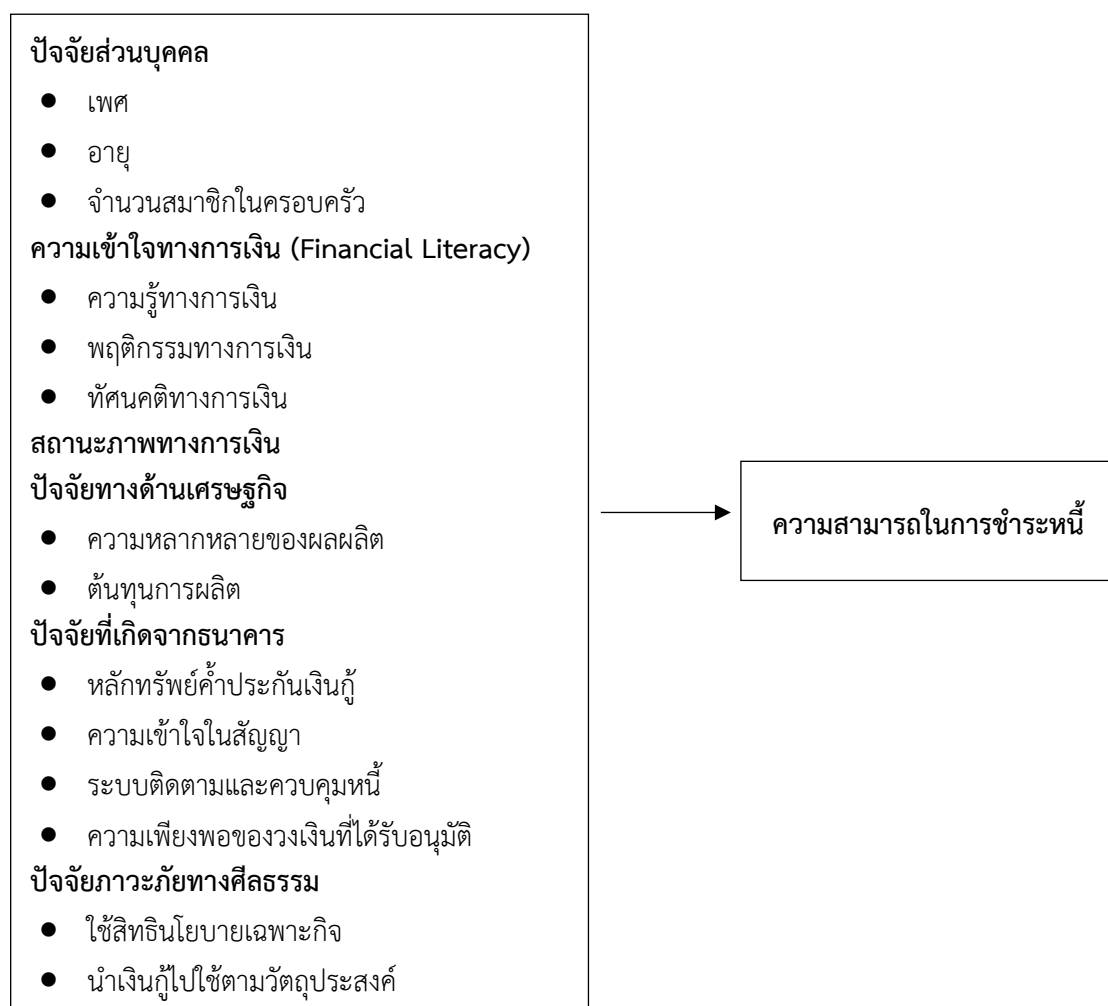 ปัจจัยส่วนบุคคล
● เพศ
● อายุ
● จำนวนสมาชิกในครอบครัว
ความเข้าใจทางการเงิน (Financial Literacy)
● ความรู้ทางการเงิน
● พฤติกรรมทางการเงิน
● ทัศนคติทางการเงิน
สถานะภาพทางการเงิน
ปัจจัยทางด้านเศรษฐกิจ
● ความหลากหลายของผลผลิต
● ต้นทุนการผลิต
ปัจจัยที่เกิดจากธนาคาร
● หลักทรัพย์ค้ำประกันเงินกู้
● ความเข้าใจในสัญญา
● ระบบติดตามและควบคุมหนี้
● ความเพียงพอของวงเงินที่ได้รับอนุมัติ
ปัจจัยภาวะภัยทางศีลธรรม
● ใช้สิทธินโยบายเฉพาะกิจ
● นำเงินกู้ไปใช้ตามวัตถุประสงค์
ความสามารถในการชำระหนี้